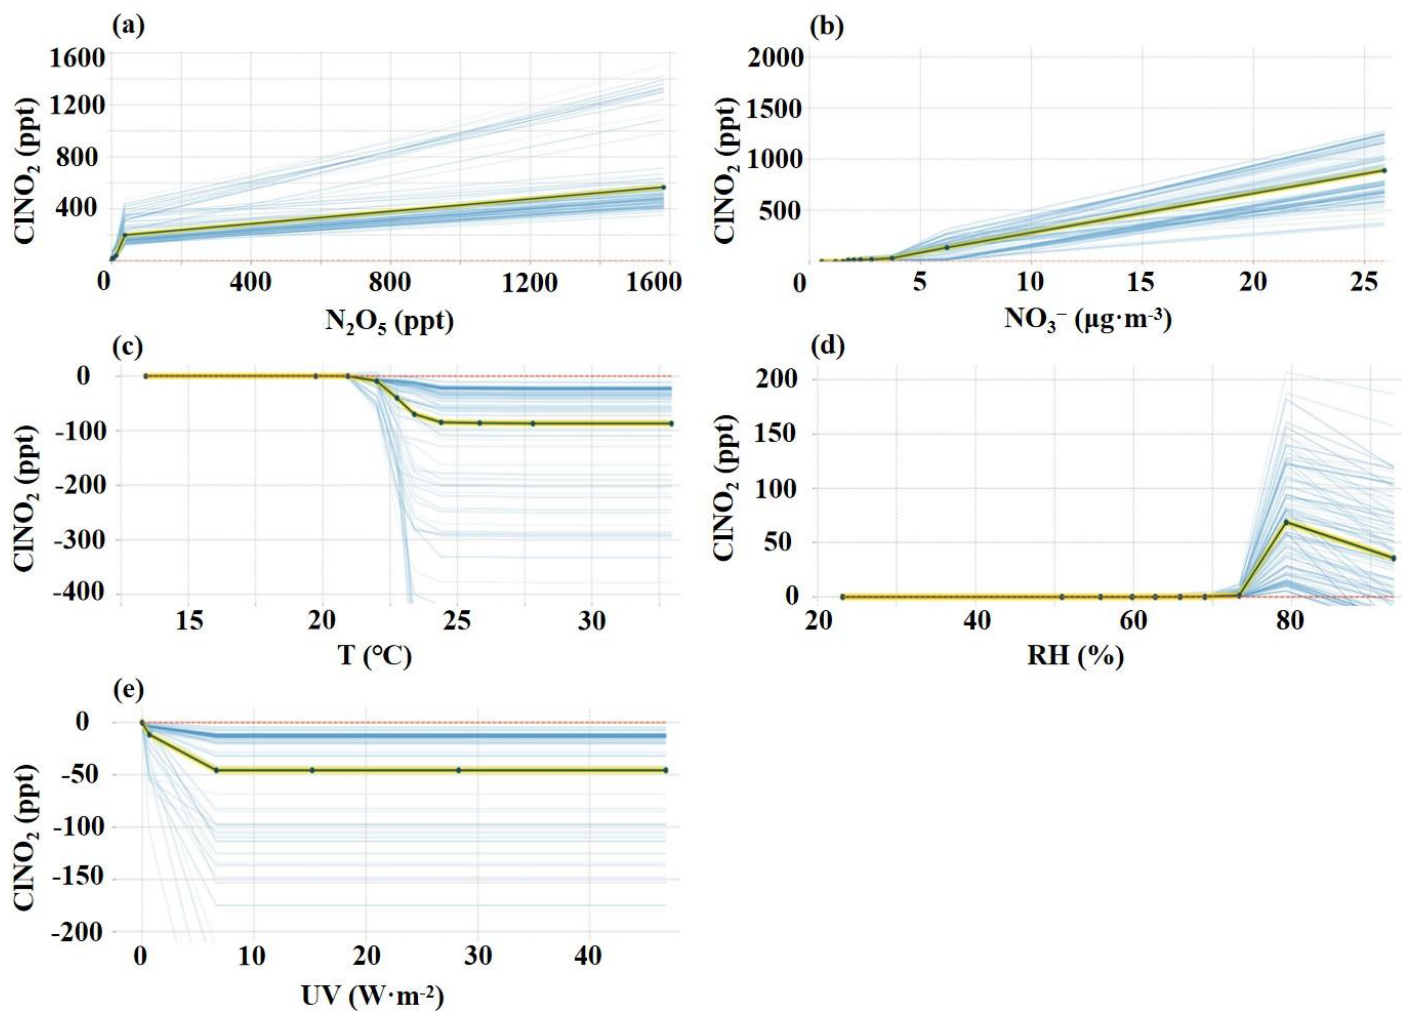 (a)
1600
1200
800
400
ClNO₂ (ppt)
0 400 800 1200 1600
N₂O₅ (ppt)
(b)
2000
1500
1000
500
ClNO₂ (ppt)
0 5 10 15 20 25
NO₃⁻ (μg·m⁻³)
(c)
0
-100
-200
-300
-400
ClNO₂ (ppt)
15 20 25 30
T (℃)
(d)
200
150
100
50
0
ClNO₂ (ppt)
20 40 60 80
RH (%)
(e)
0
-50
-100
-150
-200
ClNO₂ (ppt)
0 10 20 30 40
UV (W·m⁻²)